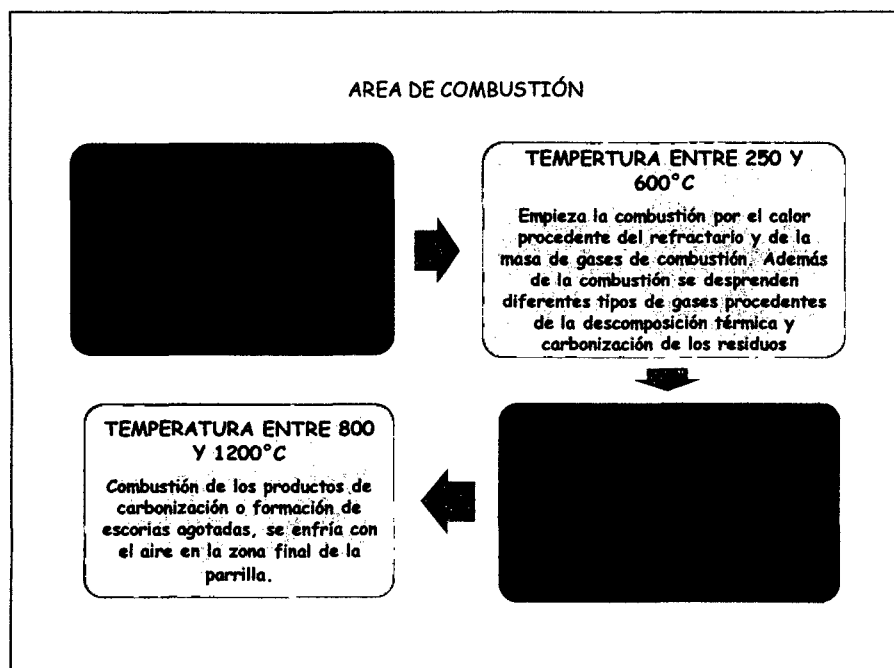 AREA DE COMBUSTIÓN
TEMPERTURA ENTRE 250 Y
600°C
Empieza la combustión por el calor
procedente del refractario y de la
masa de gases de combustión. Además
de la combustión se desprenden
diferentes tipos de gases procedentes
de la descomposición térmica y
carbonización de los residuos
TEMPERATURA ENTRE 800
Y 1200°C
Combustión de los productos de
carbonización o formación de
escorias agotadas, se enfría con
el aire en la zona final de la
parrilla.